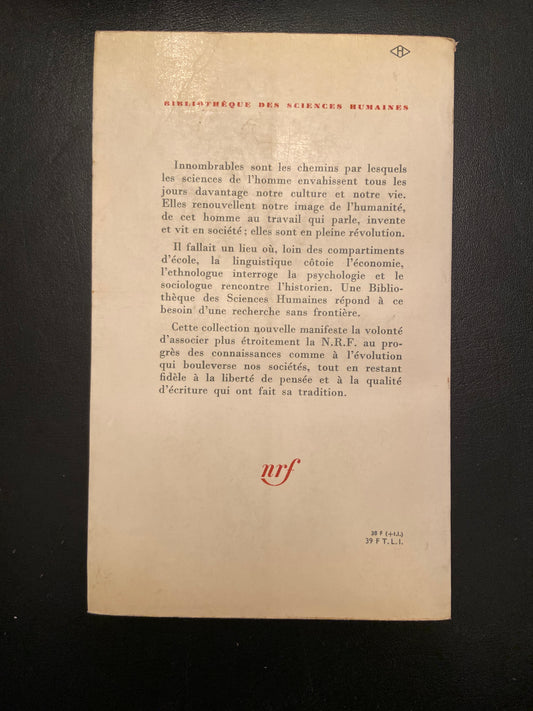 H
BIBLIOTHÈQUE DES SCIENCES HUMAINES
Innombrables sont les chemins par lesquels
les sciences de l'homme envahissent tous les
jours davantage notre culture et notre vie.
Elles renouvellent notre image de l'humanité,
de cet homme au travail qui parle, invente
et vit en société ; elles sont en pleine révolution.
Il fallait un lieu où, loin des compartiments
d'école, la linguistique côtoie l'économie,
l'ethnologue interroge la psychologie et le
sociologue rencontre l'historien. Une Biblio-
thèque des Sciences Humaines répond à ce
besoin d'une recherche sans frontière.
Cette collection nouvelle manifeste la volonté
d'associer plus étroitement la N.R.F. au pro-
grès des connaissances comme à l'évolution
qui bouleverse nos sociétés, tout en restant
fidèle à la liberté de pensée et à la qualité
d'écriture qui ont fait sa tradition.
nrf
38 F (+t.l.)
39 F T. L. I.